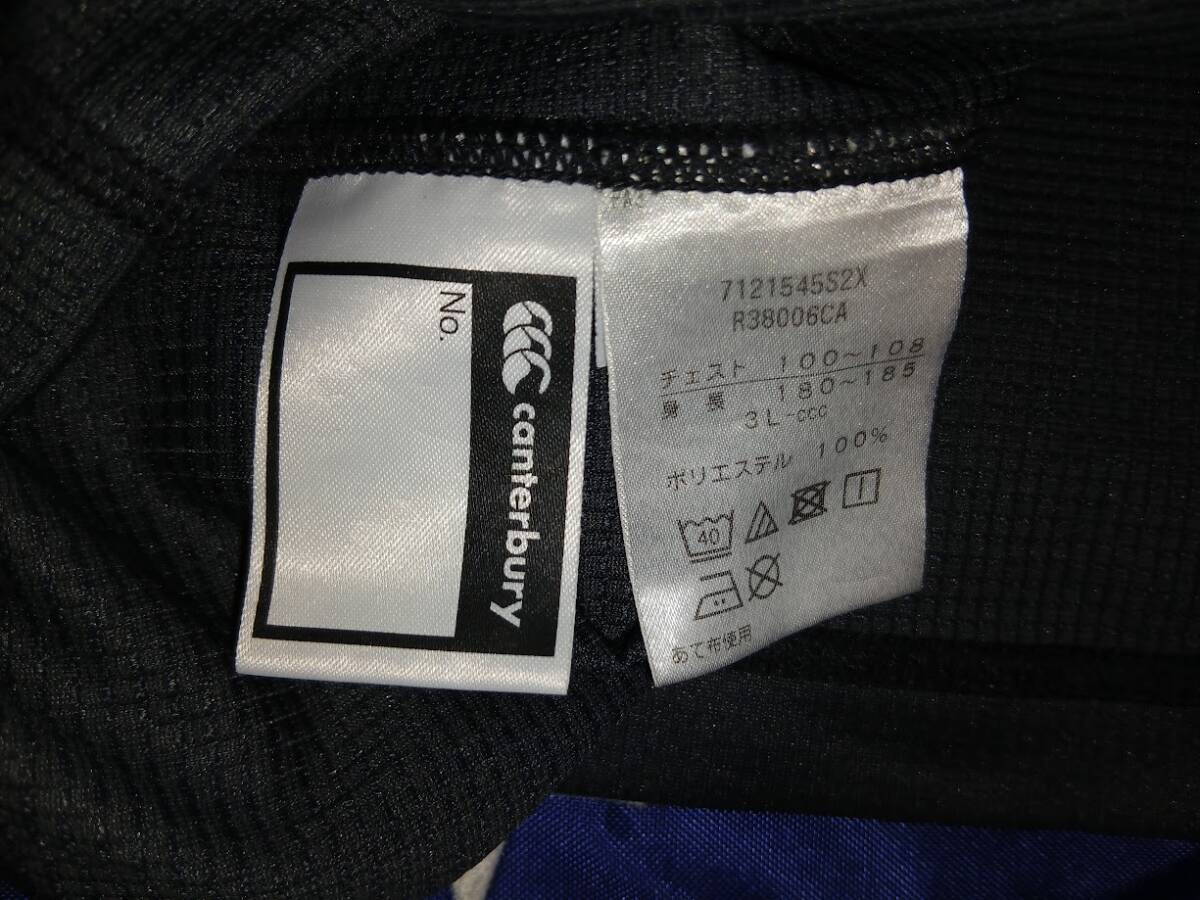 No.
canterbury
7121545S2X
R38006CA
チェスト 100~108
身長 180~185
3L-ccc
ポリエステル 100%
40
あて布使用